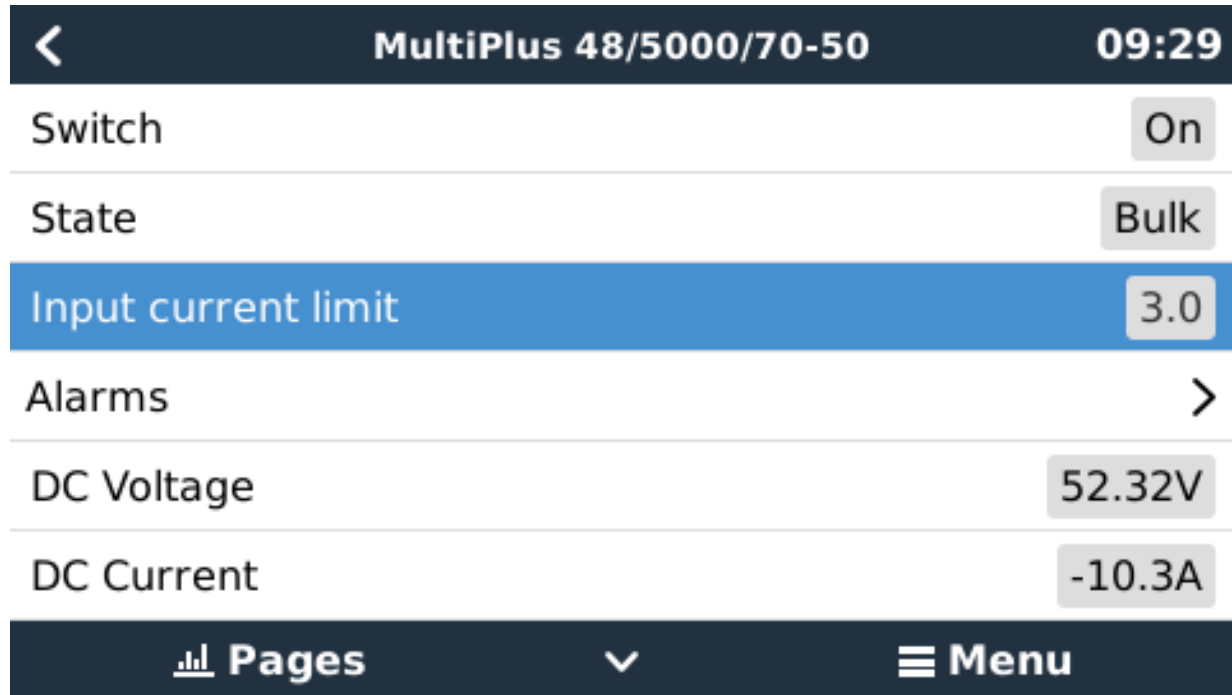 MultiPlus 48/5000/70-50 09:29
Switch On
State Bulk
Input current limit 3.0
Alarms
DC Voltage 52.32V
DC Current -10.3A
Pages Menu